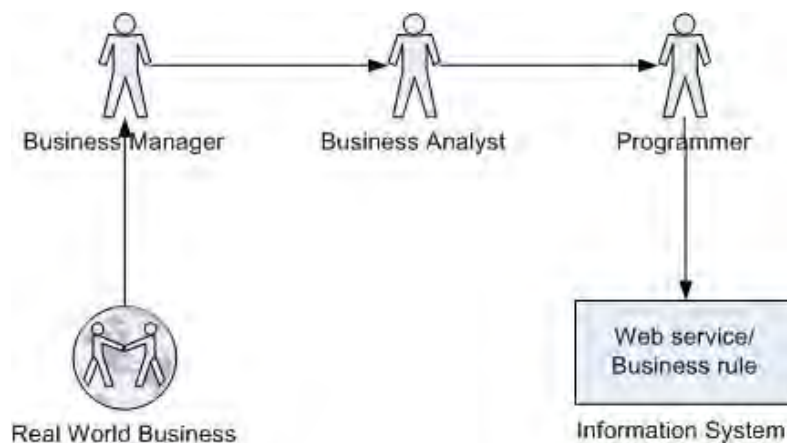 Business Manager
Business Analyst
Programmer
Web service/
Business rule
Real World Business
Information System